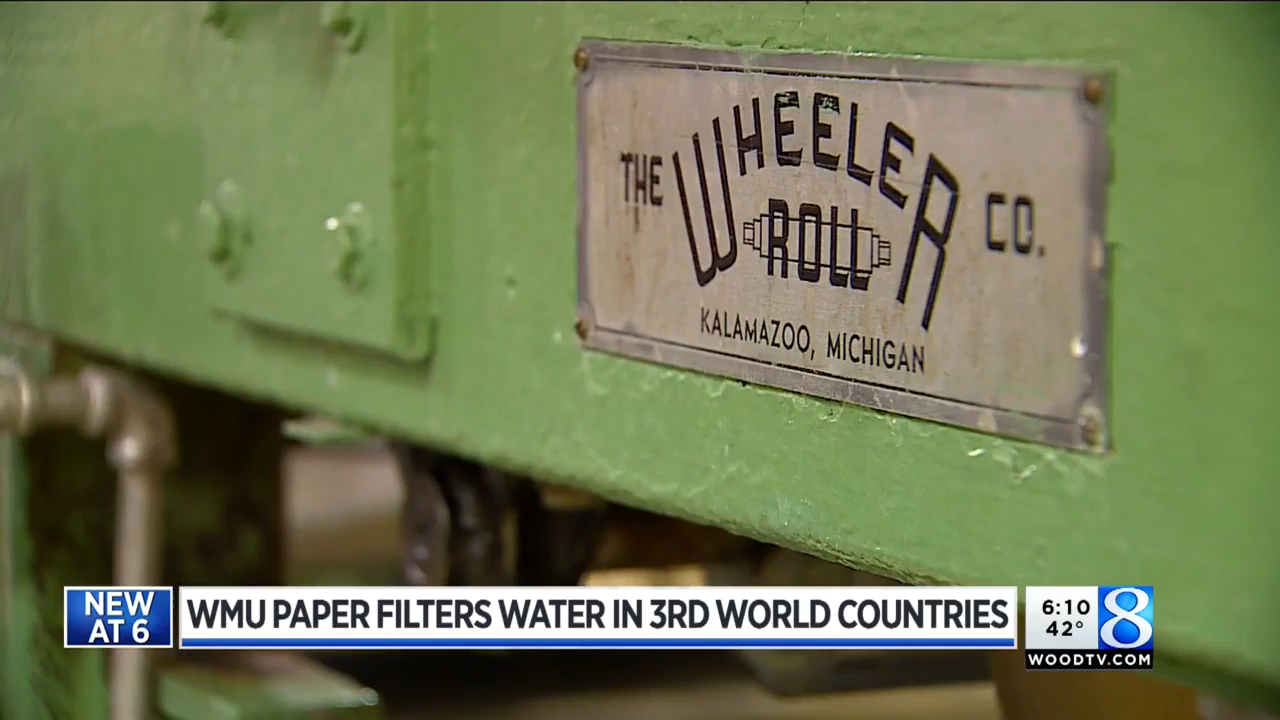 THE WHEELER CO.
ROLL
KALAMAZOO, MICHIGAN
NEW
AT 6
WMU PAPER FILTERS WATER IN 3RD WORLD COUNTRIES
6:10
42°
8
WOODTV.COM